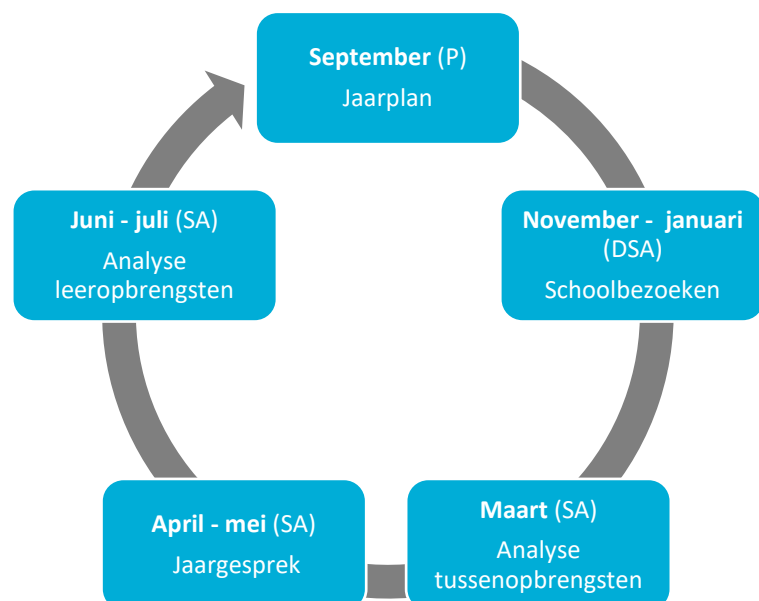 September (P)
Jaarplan
November - januari
(DSA)
Schoolbezoeken
Maart (SA)
Analyse
tussenopbrengsten
April - mei (SA)
Jaargesprek
Juni - juli (SA)
Analyse
leeropbrengsten